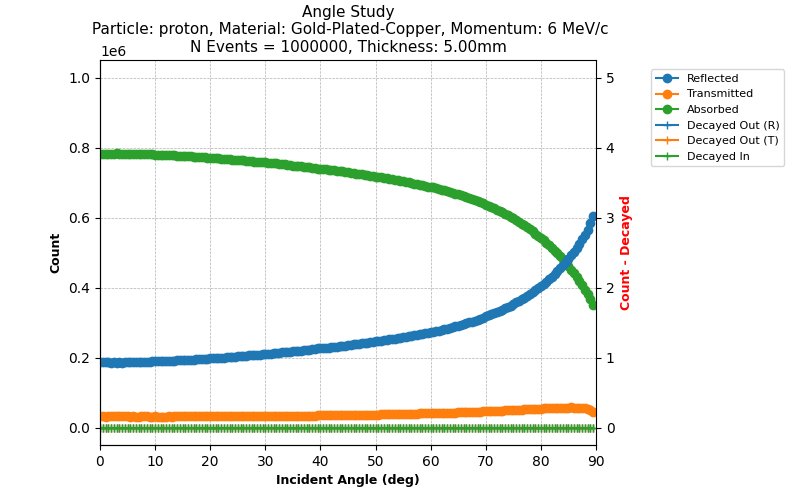 Angle Study
Particle: proton, Material: Gold-Plated-Copper, Momentum: 6 MeV/c
N Events = 1000000, Thickness: 5.00mm
1e6
1.0
0.8
0.6
0.4
0.2
0.0
Count
0 10 20 30 40 50 60 70 80 90
Incident Angle (deg)
5
4
3
2
1
0
Count - Decayed
Reflected
Transmitted
Absorbed
Decayed Out (R)
Decayed Out (T)
Decayed In